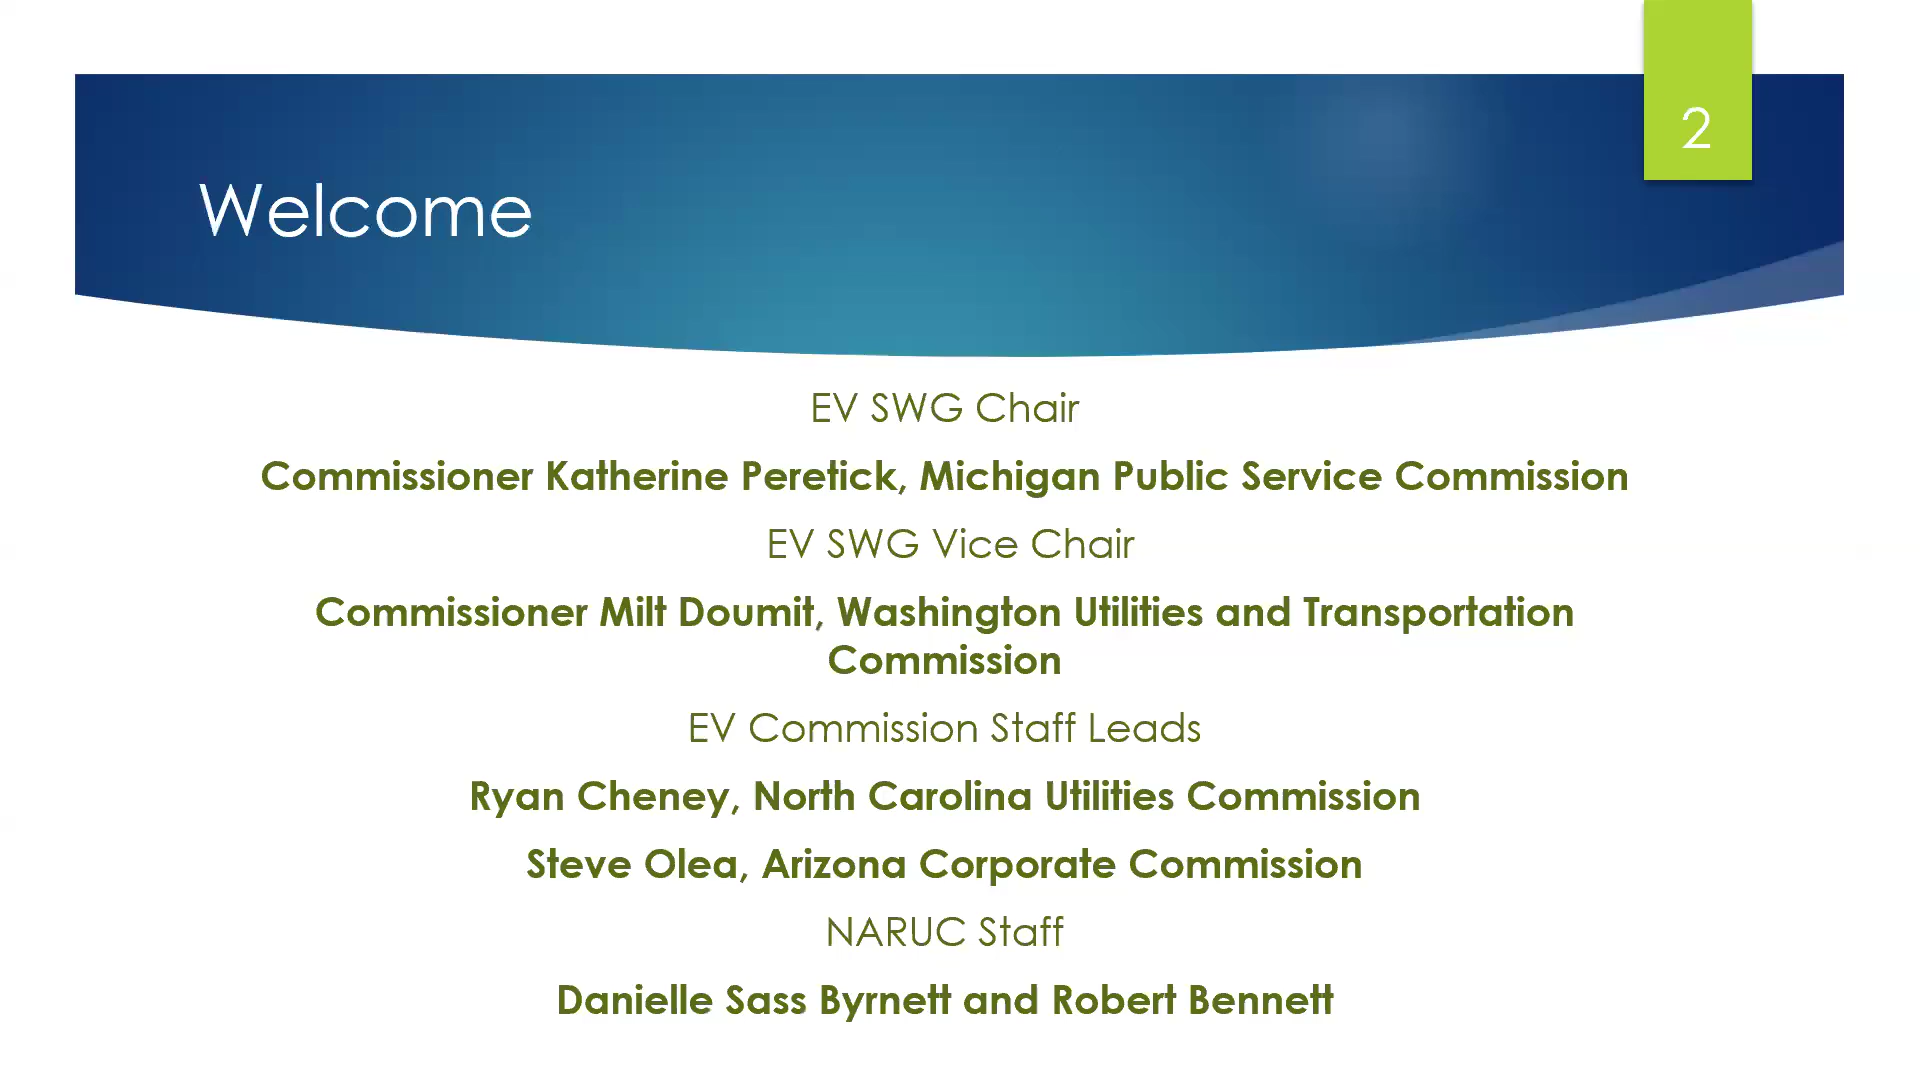 2
Welcome
EV SWG Chair
Commissioner Katherine Peretick, Michigan Public Service Commission
EV SWG Vice Chair
Commissioner Milt Doumit, Washington Utilities and Transportation
Commission
EV Commission Staff Leads
Ryan Cheney, North Carolina Utilities Commission
Steve Olea, Arizona Corporate Commission
NARUC Staff
Danielle Sass Byrnett and Robert Bennett